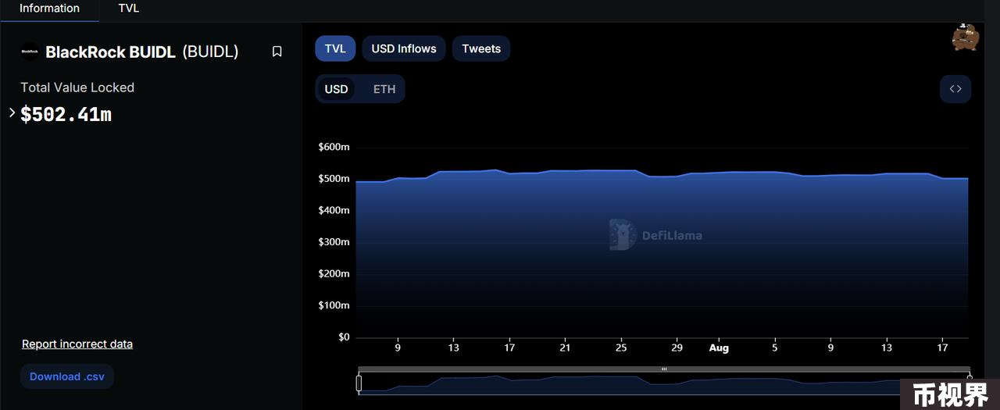 Information TVL
BlackRock BlackRock BUIDL (BUIDL)
Total Value Locked
$502.41m
Report incorrect data
Download .csv
TVL USD Inflows Tweets
USD ETH
$600m
$500m
$400m
$300m
$200m
$100m
$0
DefiLlama
9 13 17 21 25 29 Aug 5 9 13 17
币视界